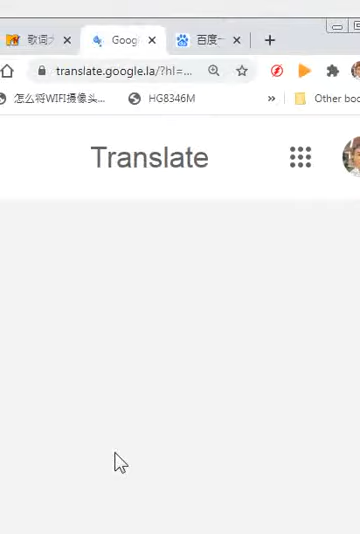 歌词 Goog 百度一
translate.google.la/?hl=...
怎么将WIFI摄像头... HG8346M » Other boo
Translate